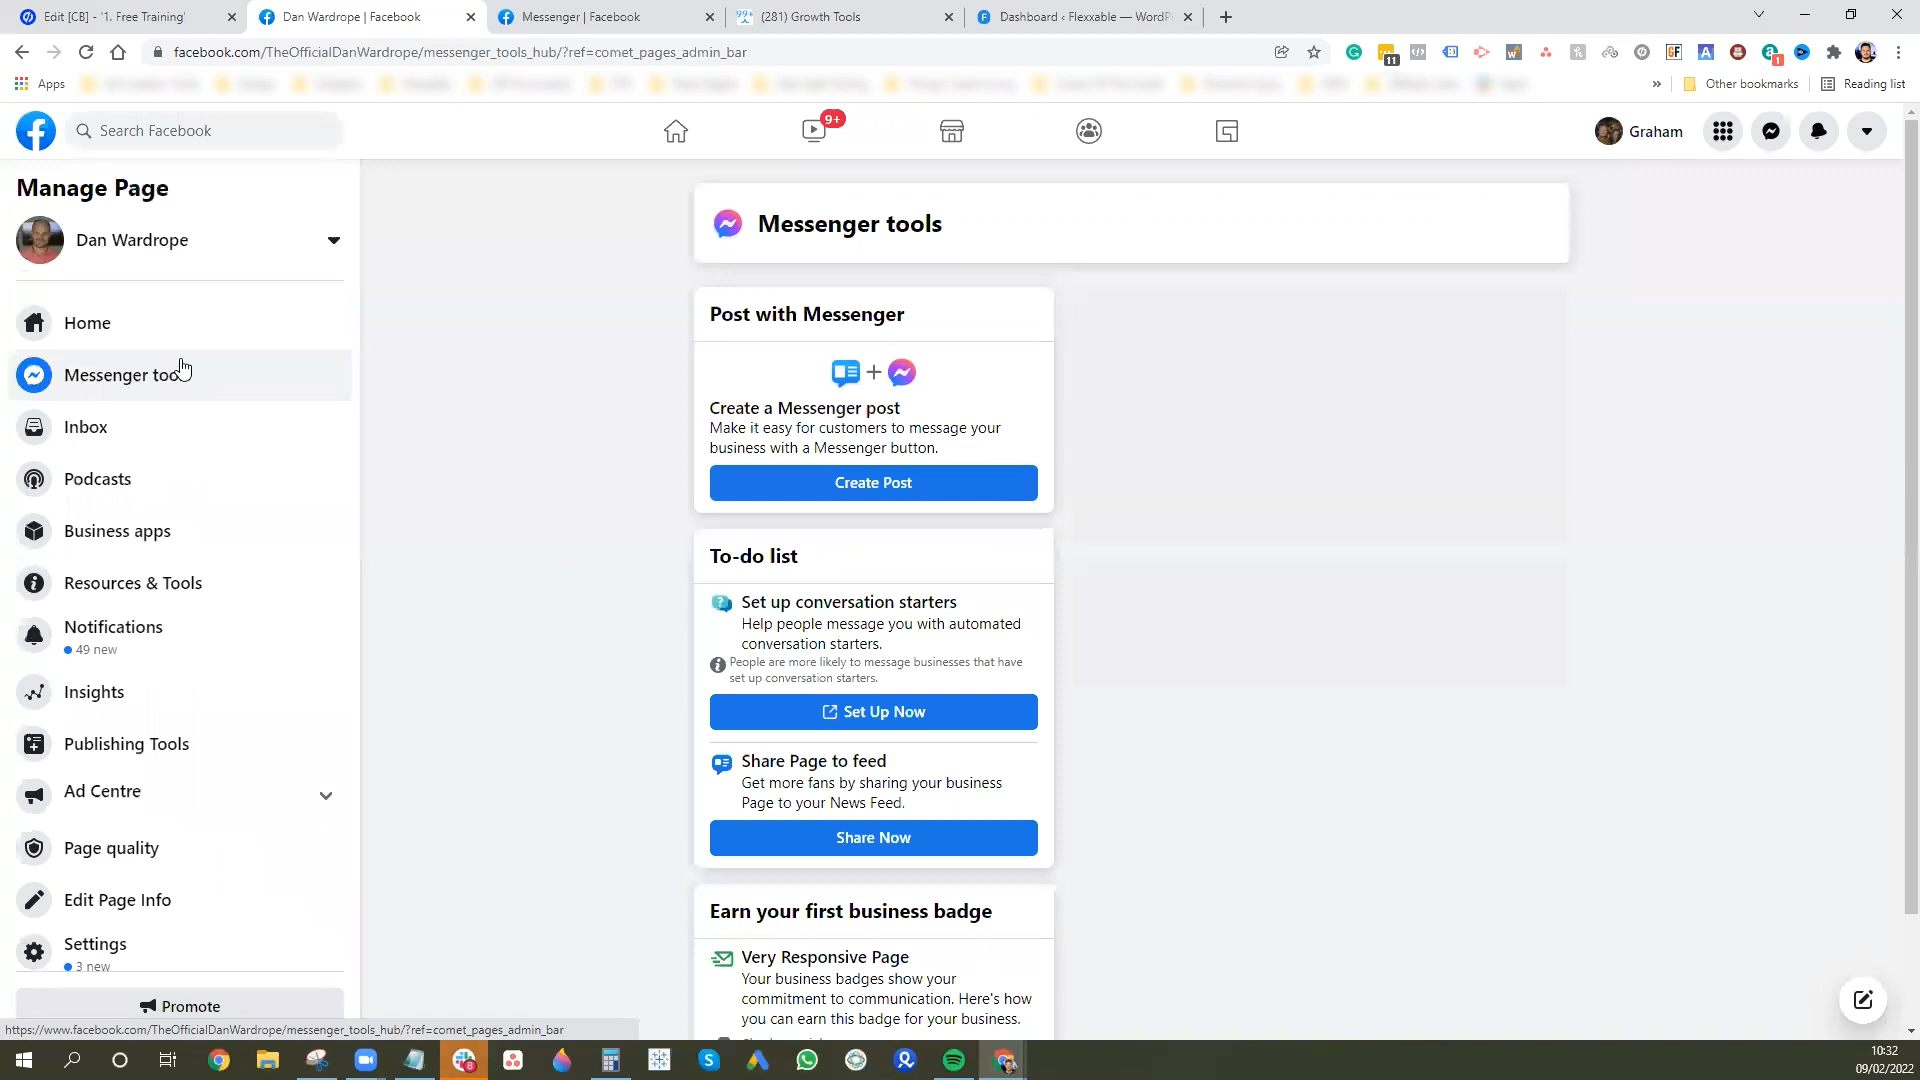 Edit [CB] - '1. Free Training'
Dan Wardrope | Facebook
Messenger | Facebook
99+
(281) Growth Tools
Dashboard ‹ Flexxable — WordP
facebook.com/TheOfficialDanWardrope/messenger_tools_hub/?ref=comet_pages_admin_bar
11
GF
1
Apps
»
Other bookmarks
Reading list
Search Facebook
9+
Graham
Manage Page
Dan Wardrope
Home
Messenger too
Inbox
Podcasts
Business apps
Resources & Tools
Notifications
49 new
Insights
Publishing Tools
Ad Centre
Page quality
Edit Page Info
Settings
3 new
Promote
https://www.facebook.com/TheOfficialDanWardrope/messenger_tools_hub/?ref=comet_pages_admin_bar
Messenger tools
Post with Messenger
Create a Messenger post
Make it easy for customers to message your
business with a Messenger button.
Create Post
To-do list
Set up conversation starters
Help people message you with automated
conversation starters.
People are more likely to message businesses that have
set up conversation starters.
Set Up Now
Share Page to feed
Get more fans by sharing your business
Page to your News Feed.
Share Now
Earn your first business badge
Very Responsive Page
Your business badges show your
commitment to communication. Here's how
you can earn this badge for your business.
8
10:32
09/02/2022